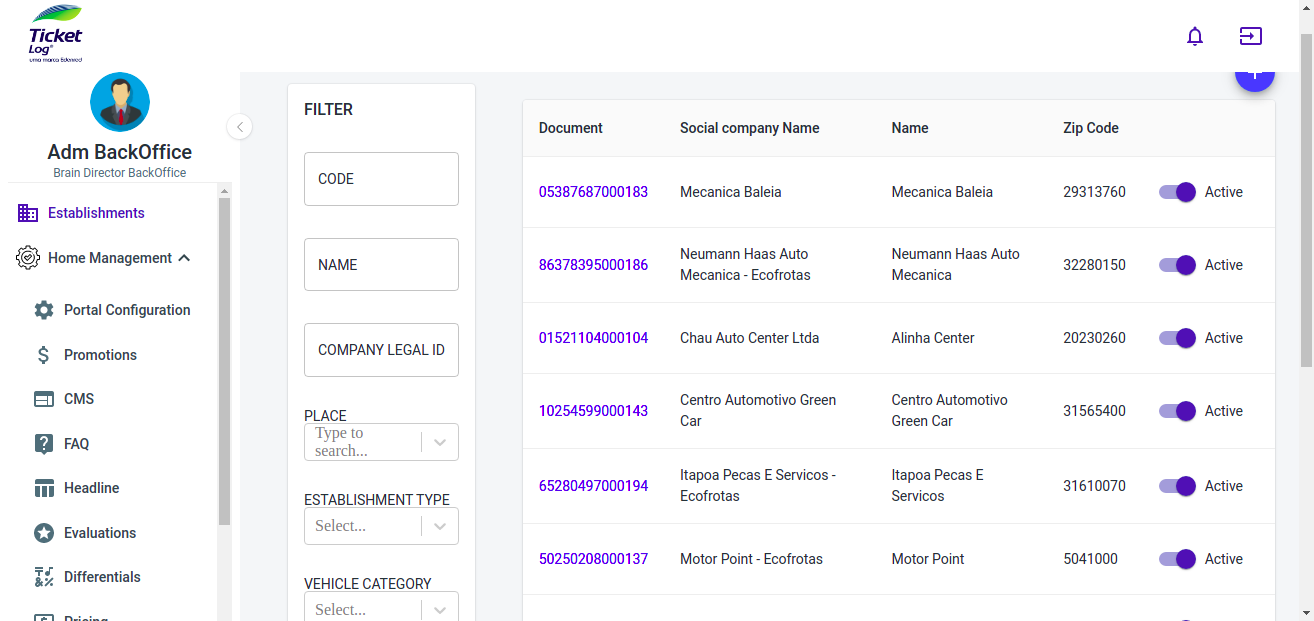 Ticket
Log®
uma marca Edenred
Adm BackOffice
Brain Director BackOffice
Establishments
Home Management
Portal Configuration
Promotions
CMS
FAQ
Headline
Evaluations
Differentials
Pricing
FILTER
CODE
NAME
COMPANY LEGAL ID
PLACE
Type to
search...
ESTABLISHMENT TYPE
Select...
VEHICLE CATEGORY
Select...
Document Social company Name Name Zip Code
05387687000183 Mecanica Baleia Mecanica Baleia 29313760 Active
86378395000186 Neumann Haas Auto Mecanica - Ecofrotas Neumann Haas Auto Mecanica 32280150 Active
01521104000104 Chau Auto Center Ltda Alinha Center 20230260 Active
10254599000143 Centro Automotivo Green Car Centro Automotivo Green Car 31565400 Active
65280497000194 Itapoa Pecas E Servicos - Ecofrotas Itapoa Pecas E Servicos 31610070 Active
50250208000137 Motor Point - Ecofrotas Motor Point 5041000 Active